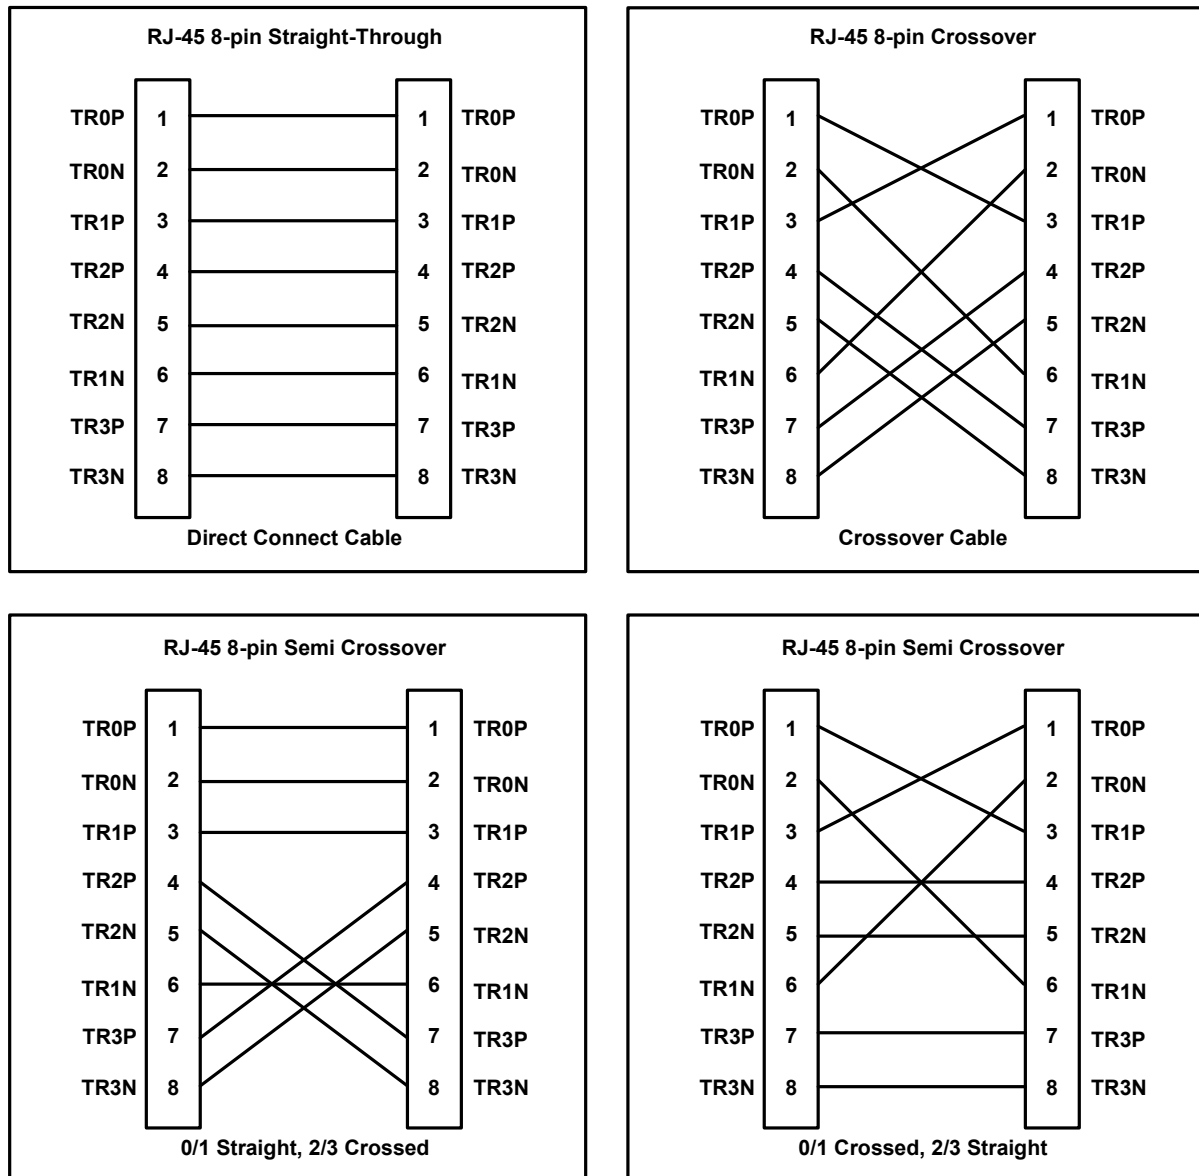 RJ-45 8-pin Straight-Through
TR0P 1 1 TR0P
TR0N 2 2 TR0N
TR1P 3 3 TR1P
TR2P 4 4 TR2P
TR2N 5 5 TR2N
TR1N 6 6 TR1N
TR3P 7 7 TR3P
TR3N 8 8 TR3N
Direct Connect Cable
RJ-45 8-pin Crossover
TR0P 1 1 TR0P
TR0N 2 2 TR0N
TR1P 3 3 TR1P
TR2P 4 4 TR2P
TR2N 5 5 TR2N
TR1N 6 6 TR1N
TR3P 7 7 TR3P
TR3N 8 8 TR3N
Crossover Cable
RJ-45 8-pin Semi Crossover
TR0P 1 1 TR0P
TR0N 2 2 TR0N
TR1P 3 3 TR1P
TR2P 4 4 TR2P
TR2N 5 5 TR2N
TR1N 6 6 TR1N
TR3P 7 7 TR3P
TR3N 8 8 TR3N
0/1 Straight, 2/3 Crossed
RJ-45 8-pin Semi Crossover
TR0P 1 1 TR0P
TR0N 2 2 TR0N
TR1P 3 3 TR1P
TR2P 4 4 TR2P
TR2N 5 5 TR2N
TR1N 6 6 TR1N
TR3P 7 7 TR3P
TR3N 8 8 TR3N
0/1 Crossed, 2/3 Straight